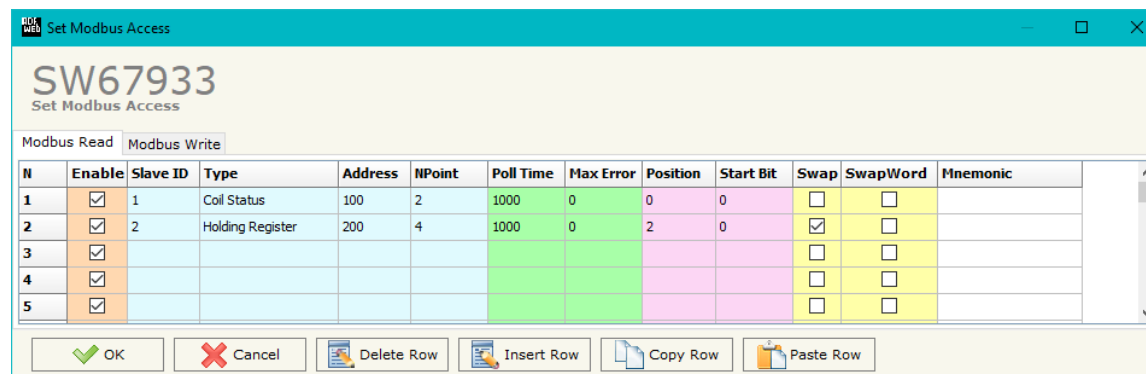 ADF WEB Set Modbus Access
SW67933
Set Modbus Access
Modbus Read Modbus Write
N Enable Slave ID Type Address NPoint Poll Time Max Error Position Start Bit Swap SwapWord Mnemonic
1 1 Coil Status 100 2 1000 0 0 0
2 2 Holding Register 200 4 1000 0 2 0
3
4
5
OK Cancel Delete Row Insert Row Copy Row Paste Row